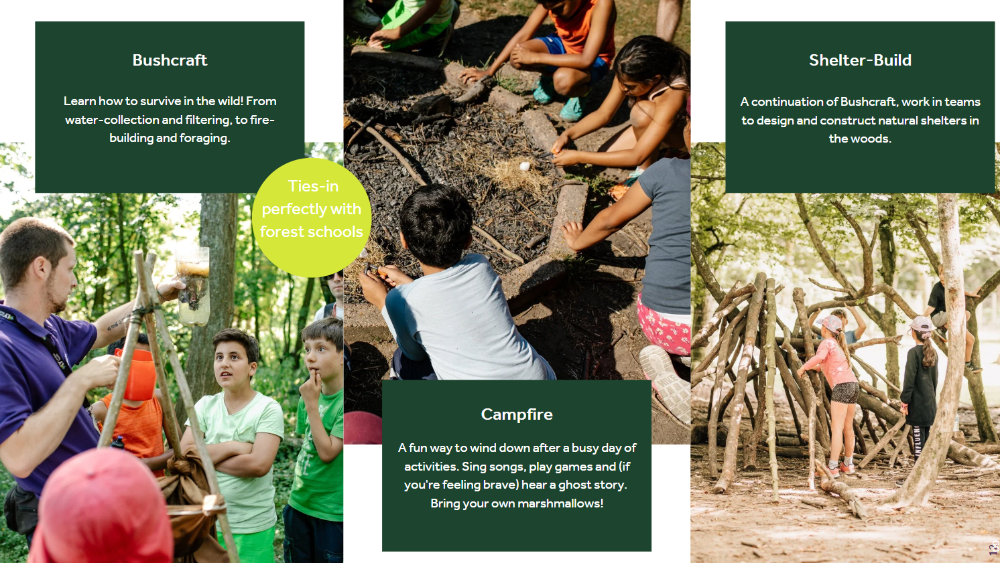 Bushcraft
Learn how to survive in the wild! From
water-collection and filtering, to fire-
building and foraging.
Ties-in
perfectly with
forest schools
Campfire
A fun way to wind down after a busy day of
activities. Sing songs, play games and (if
you're feeling brave) hear a ghost story.
Bring your own marshmallows!
Shelter-Build
A continuation of Bushcraft, work in teams
to design and construct natural shelters in
the woods.